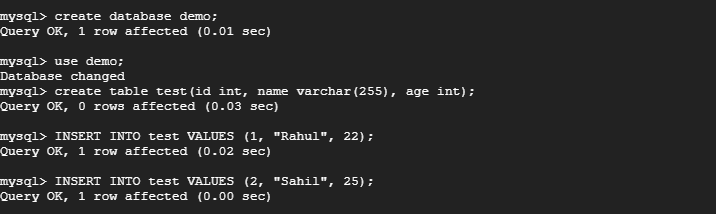 mysql> create database demo;
Query OK, 1 row affected (0.01 sec)
mysql> use demo;
Database changed
mysql> create table test(id int, name varchar(255), age int);
Query OK, 0 rows affected (0.03 sec)
mysql> INSERT INTO test VALUES (1, "Rahul", 22);
Query OK, 1 row affected (0.02 sec)
mysql> INSERT INTO test VALUES (2, "Sahil", 25);
Query OK, 1 row affected (0.00 sec)